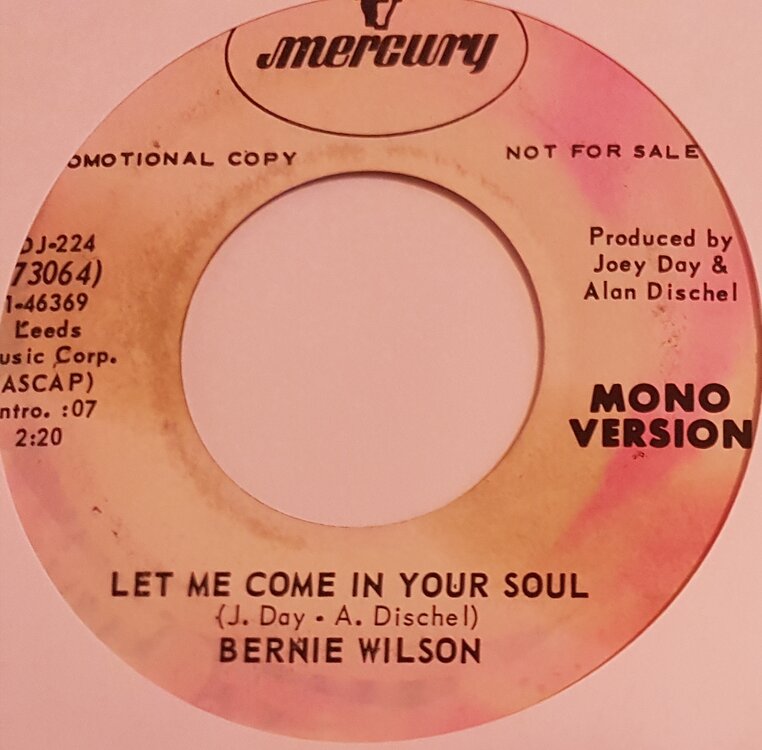 mercury
OMOTIONAL COPY
NOT FOR SALE
DJ-224
73064)
1-46369
Leeds
usic Corp.
ASCAP)
ntro. :07
2:20
Produced by
Joey Day &
Alan Dischel
MONO
VERSION
LET ME COME IN YOUR SOUL
(J. Day • A. Dischel)
BERNIE WILSON